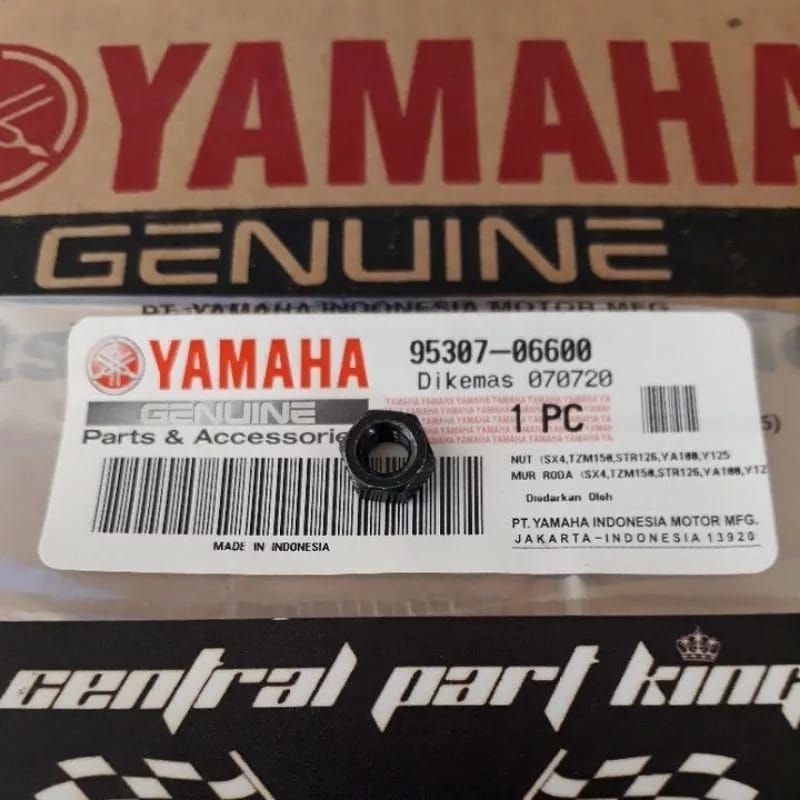 YAMAHA
GENUINE
PT. YAMAHA INDONESIA MOTOR MFG
YAMAHA
GENUINE
Parts & Accessorie
95307-06600
Dikemas 070720
1 PC
NUT (SX4,TZM150,STR126,YA100,Y125
MUR RODA (SX4,TZM150,STR126,YA100,Y12
Diedarkan Oleh
PT. YAMAHA INDONESIA MOTOR MFG.
JAKARTA-INDONESIA 13920
MADE IN INDONESIA
central part king